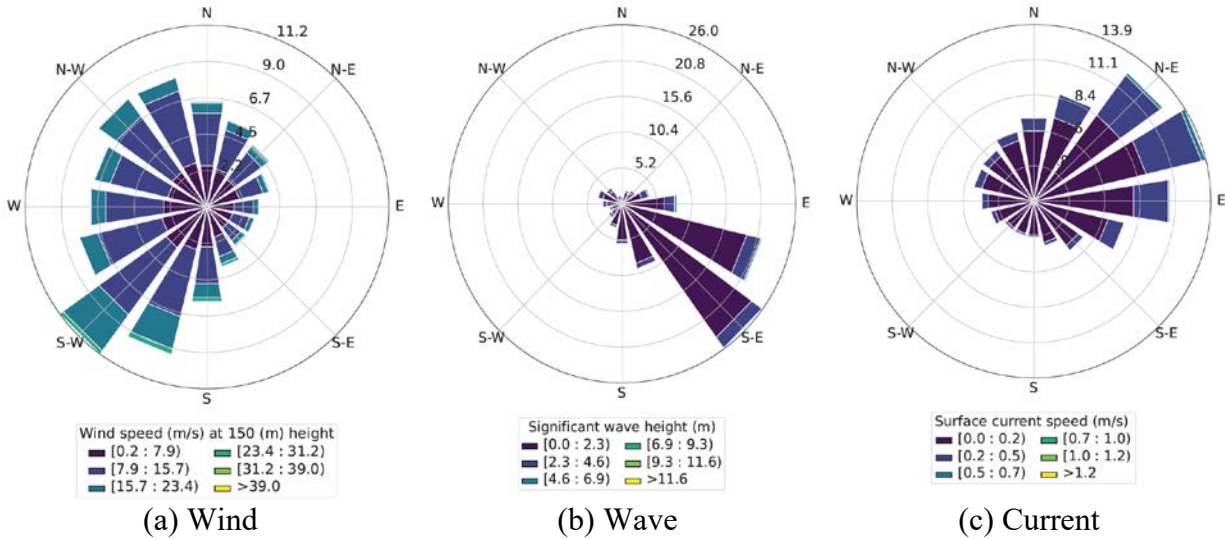 N
11.2
9.0
6.7
4.5
N-W
N-E
W
E
S-W
S-E
S
Wind speed (m/s) at 150 (m) height
[0.2 : 7.9)
[7.9 : 15.7)
[15.7 : 23.4)
[23.4 : 31.2)
[31.2 : 39.0)
>39.0
(a) Wind
N
26.0
20.8
15.6
10.4
5.2
N-W
N-E
W
E
S-W
S-E
S
Significant wave height (m)
[0.0 : 2.3)
[2.3 : 4.6)
[4.6 : 6.9)
[6.9 : 9.3)
[9.3 : 11.6)
>11.6
(b) Wave
N
13.9
11.1
8.4
N-W
N-E
W
E
S-W
S-E
S
Surface current speed (m/s)
[0.0 : 0.2)
[0.2 : 0.5)
[0.5 : 0.7)
[0.7 : 1.0)
[1.0 : 1.2)
>1.2
(c) Current